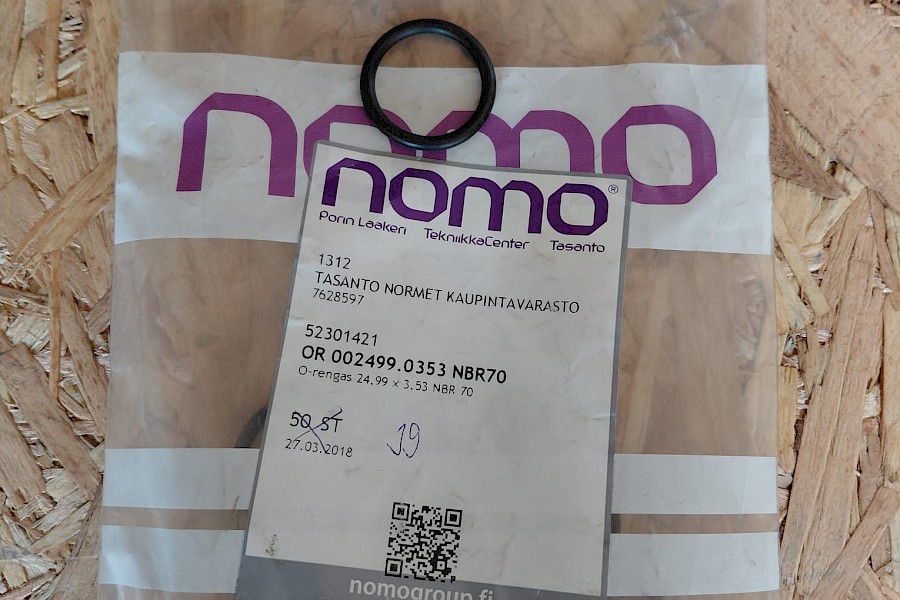 nomo
nomo®
Porin Laakeri TekniikkaCenter Tasanto
1312
TASANTO NORMET KAUPINTAVARASTO
7628597
52301421
OR 002499.0353 NBR70
O-rengas 24,99 × 3,53 NBR 70
50 ST
27.03.2018
39
nomogroup.fi